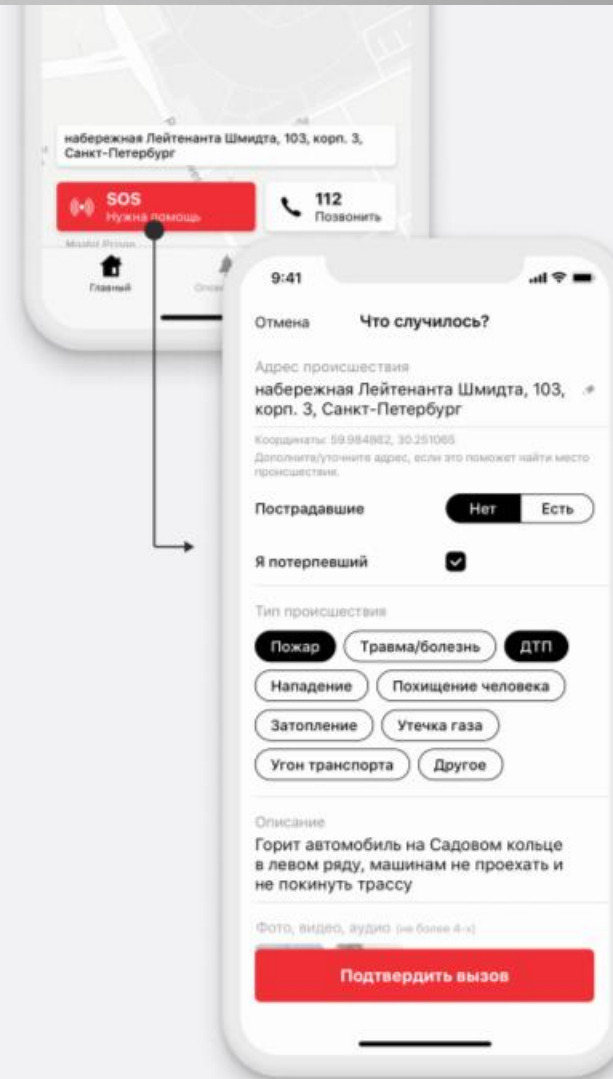 набережная Лейтенанта Шмидта, 103, корп. 3,
Санкт-Петербург
SOS
Нужна помощь
112
Позвонить
Главный
9:41
Отмена
Что случилось?
Адрес происшествия
набережная Лейтенанта Шмидта, 103,
корп. 3, Санкт-Петербург
Координаты: 59.984862, 30.251065
Дополните/уточните адрес, если это поможет найти место
происшествия.
Пострадавшие
Нет
Есть
Я потерпевший
Тип происшествия
Пожар
Травма/болезнь
ДТП
Нападение
Похищение человека
Затопление
Утечка газа
Угон транспорта
Другое
Описание
Горит автомобиль на Садовом кольце
в левом ряду, машинам не проехать и
не покинуть трассу
Фото, видео, аудио (не более 4-х)
Подтвердить вызов